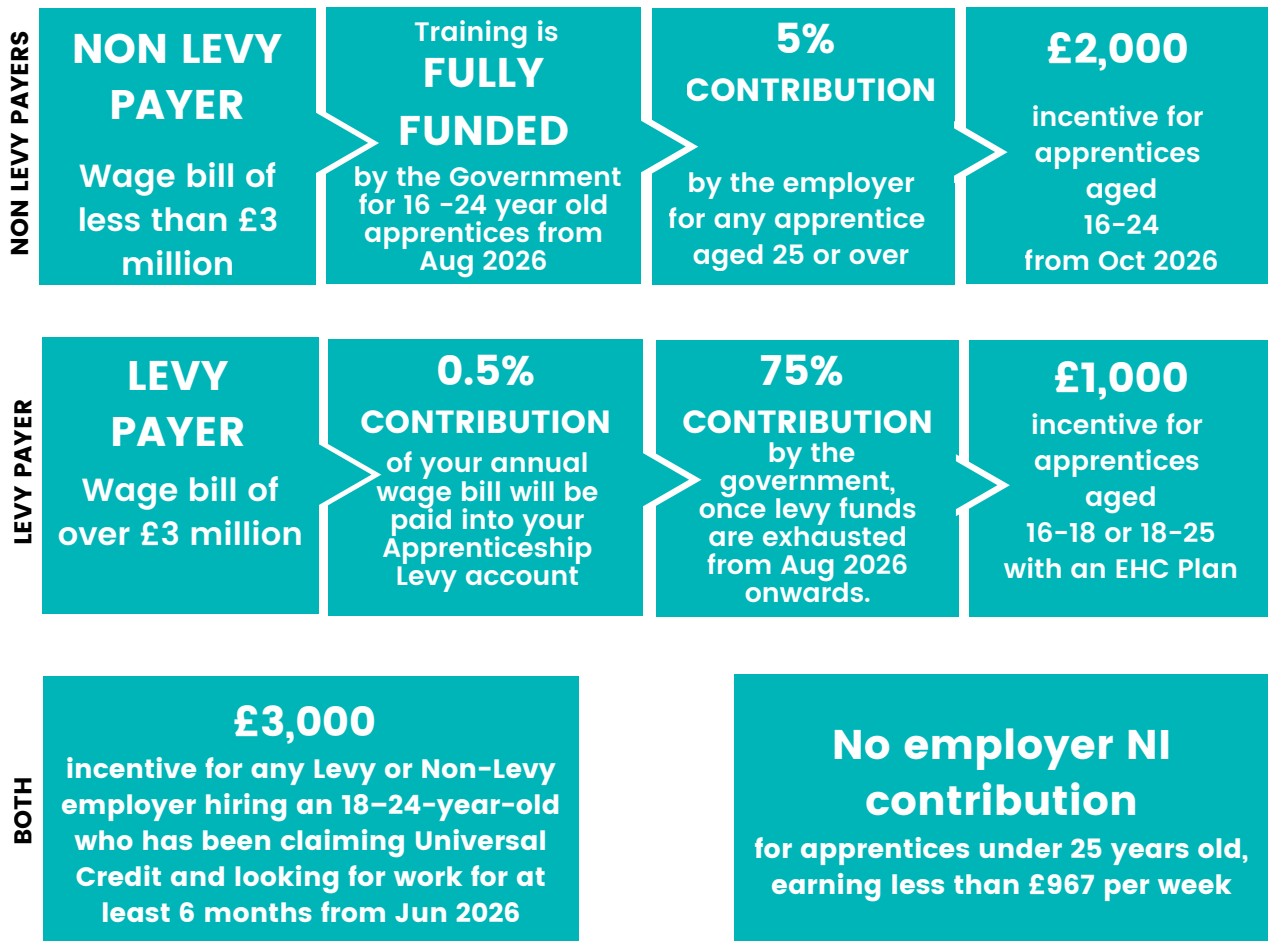 NON LEVY PAYERS
NON LEVY
PAYER
Wage bill of
less than £3
million
Training is
FULLY
FUNDED
by the Government
for 16 -24 year old
apprentices from
Aug 2026
5%
CONTRIBUTION
by the employer
for any apprentice
aged 25 or over
£2,000
incentive for
apprentices
aged
16-24
from Oct 2026
LEVY PAYER
LEVY
PAYER
Wage bill of
over £3 million
0.5%
CONTRIBUTION
of your annual
wage bill will be
paid into your
Apprenticeship
Levy account
75%
CONTRIBUTION
by the
government,
once levy funds
are exhausted
from Aug 2026
onwards.
£1,000
incentive for
apprentices
aged
16-18 or 18-25
with an EHC Plan
BOTH
£3,000
incentive for any Levy or Non-Levy
employer hiring an 18–24-year-old
who has been claiming Universal
Credit and looking for work for at
least 6 months from Jun 2026
No employer NI
contribution
for apprentices under 25 years old,
earning less than £967 per week